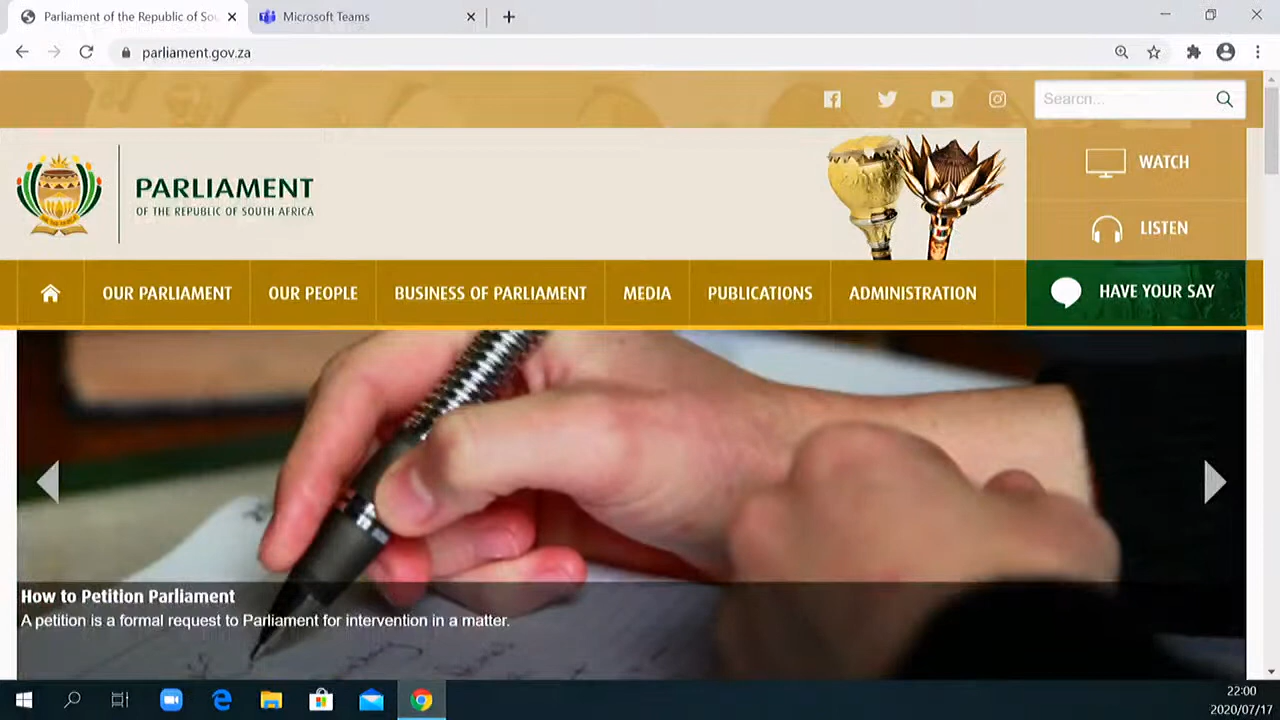 Parliament of the Republic of Sou
Microsoft Teams
parliament.gov.za
Search...
WATCH
PARLIAMENT
OF THE REPUBLIC OF SOUTH AFRICA
LISTEN
OUR PARLIAMENT
OUR PEOPLE
BUSINESS OF PARLIAMENT
MEDIA
PUBLICATIONS
ADMINISTRATION
HAVE YOUR SAY
How to Petition Parliament
A petition is a formal request to Parliament for intervention in a matter.
22:00
2020/07/17